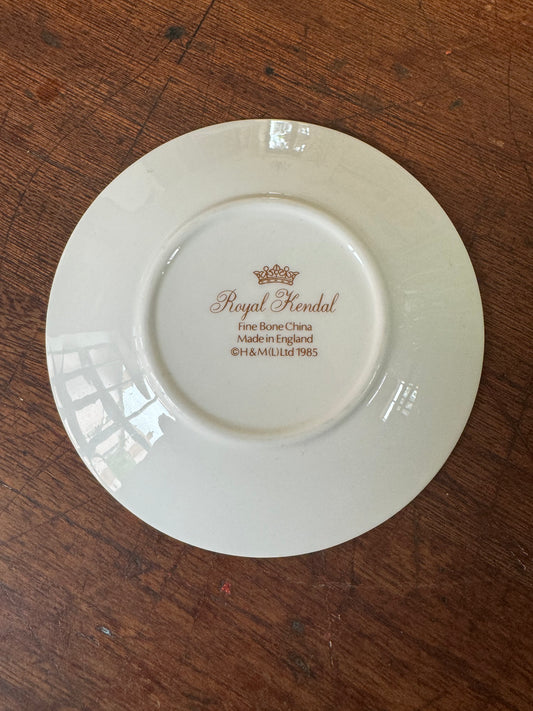 Royal Kendal
Fine Bone China
Made in England
©H&M(L)Ltd 1985